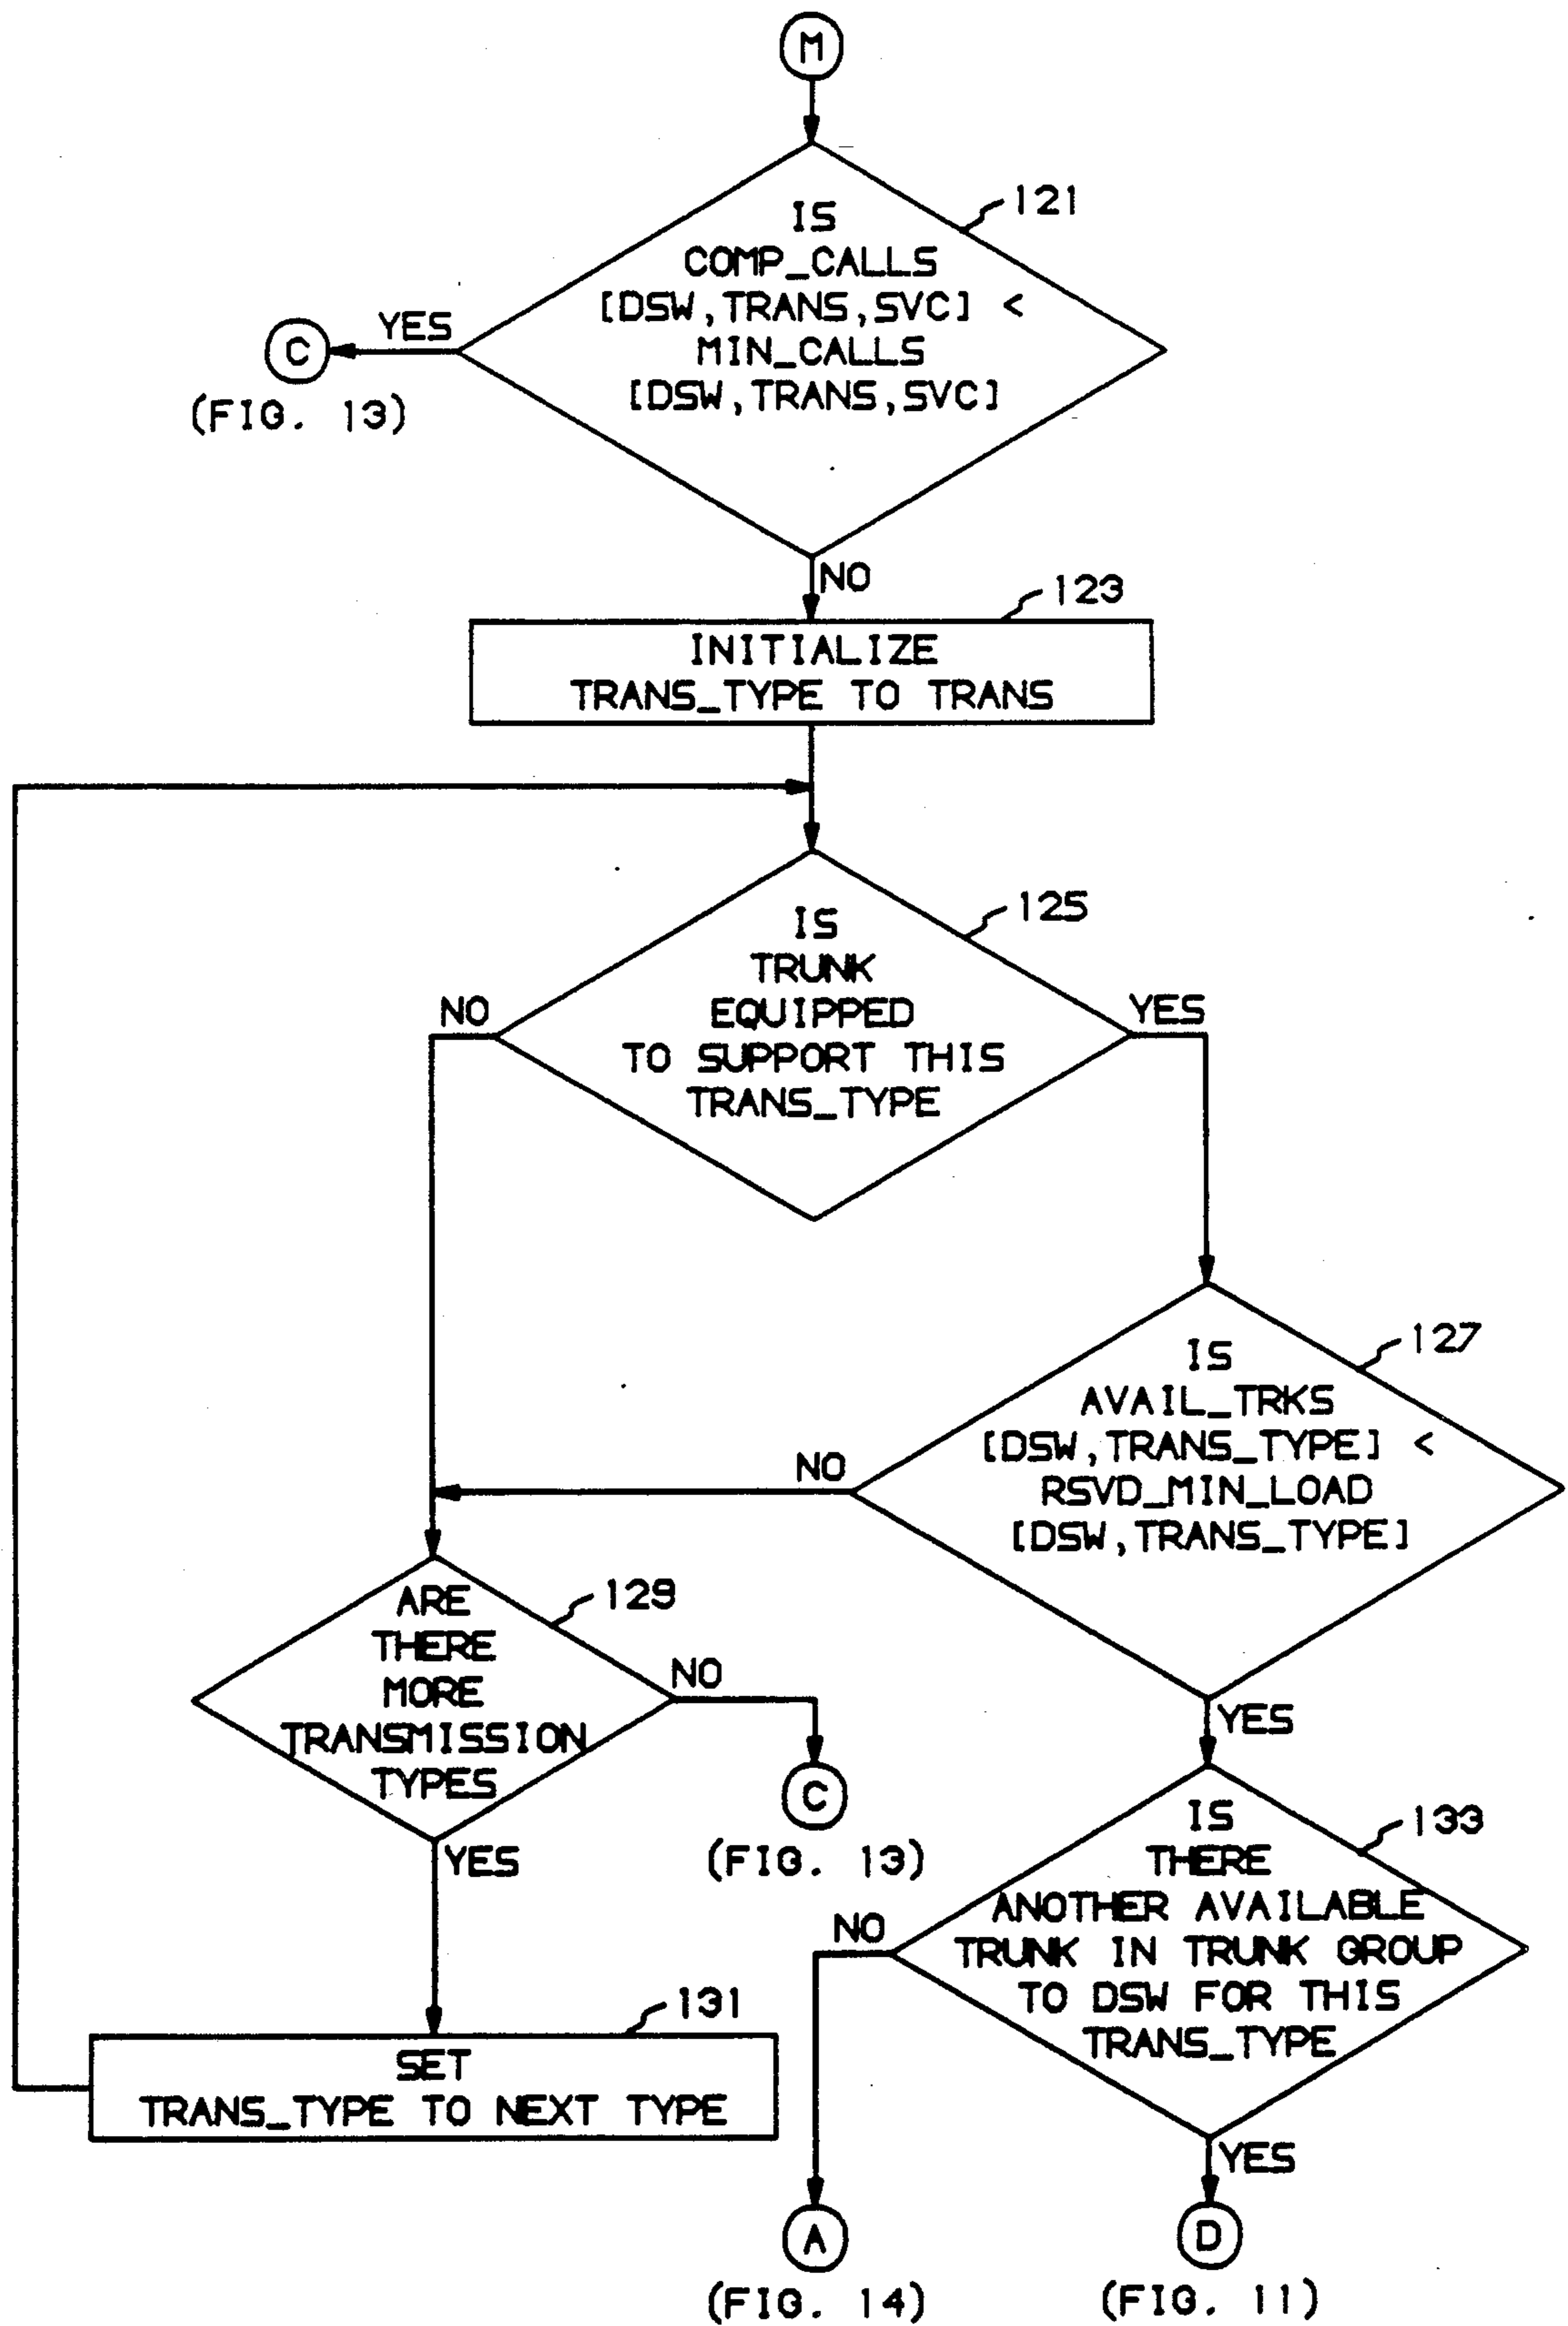 M
121
IS
COMP_CALLS
[DSW,TRANS,SVC] <
MIN_CALLS
[DSW,TRANS,SVC]
YES
C
(FIG. 13)
NO
123
INITIALIZE
TRANS_TYPE TO TRANS
125
IS
TRUNK
EQUIPPED
TO SUPPORT THIS
TRANS_TYPE
NO
YES
127
IS
AVAIL_TRKS
[DSW,TRANS_TYPE] <
RSVD_MIN_LOAD
[DSW,TRANS_TYPE]
NO
YES
129
ARE
THERE
MORE
TRANSMISSION
TYPES
NO
C
(FIG. 13)
YES
133
IS
THERE
ANOTHER AVAILABLE
TRUNK IN TRUNK GROUP
TO DSW FOR THIS
TRANS_TYPE
NO
YES
131
SET
TRANS_TYPE TO NEXT TYPE
A
(FIG. 14)
D
(FIG. 11)